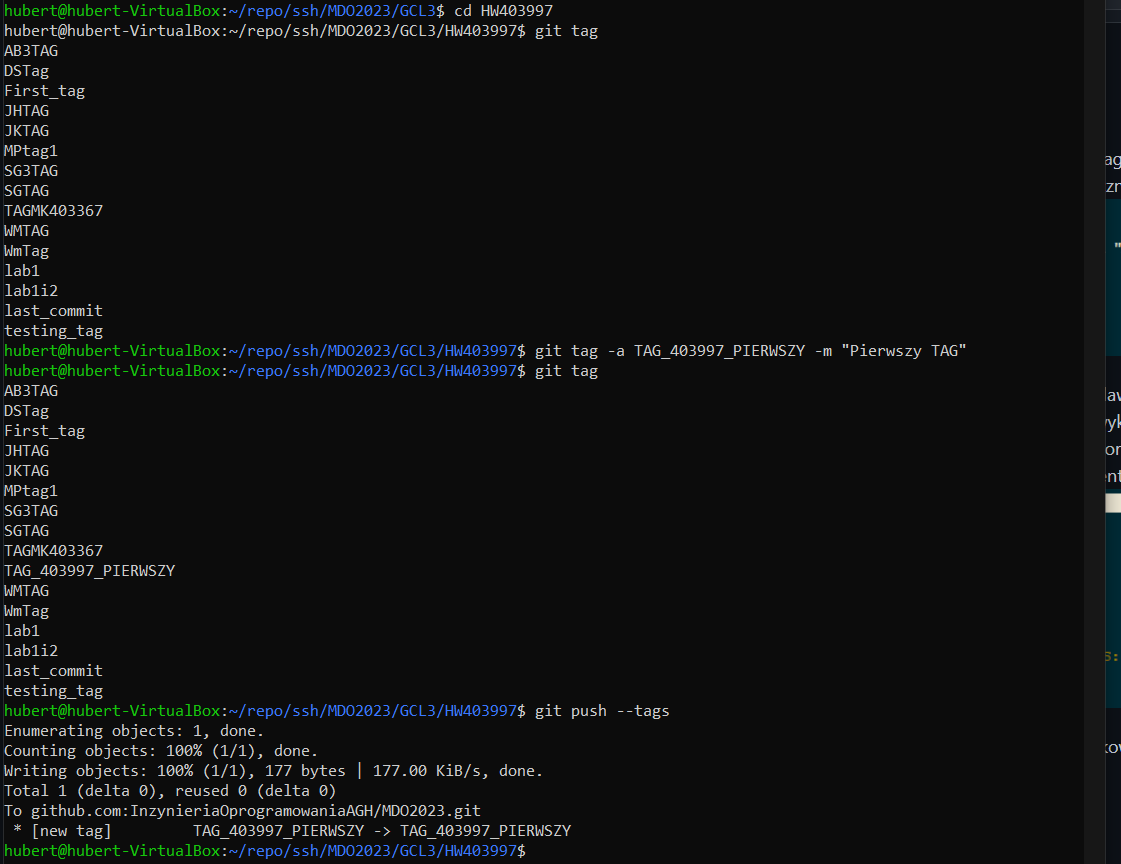 hubert@hubert-VirtualBox:~/repo/ssh/MDO2023/GCL3$ cd HW403997
hubert@hubert-VirtualBox:~/repo/ssh/MDO2023/GCL3/HW403997$ git tag
AB3TAG
DSTag
First_tag
JHTAG
JKTAG
MPtag1
SG3TAG
SGTAG
TAGMK403367
WMTAG
WmTag
lab1
lab1i2
last_commit
testing_tag
hubert@hubert-VirtualBox:~/repo/ssh/MDO2023/GCL3/HW403997$ git tag -a TAG_403997_PIERWSZY -m "Pierwszy TAG"
hubert@hubert-VirtualBox:~/repo/ssh/MDO2023/GCL3/HW403997$ git tag
AB3TAG
DSTag
First_tag
JHTAG
JKTAG
MPtag1
SG3TAG
SGTAG
TAGMK403367
TAG_403997_PIERWSZY
WMTAG
WmTag
lab1
lab1i2
last_commit
testing_tag
hubert@hubert-VirtualBox:~/repo/ssh/MDO2023/GCL3/HW403997$ git push --tags
Enumerating objects: 1, done.
Counting objects: 100% (1/1), done.
Writing objects: 100% (1/1), 177 bytes | 177.00 KiB/s, done.
Total 1 (delta 0), reused 0 (delta 0)
To github.com:InzynieriaOprogramowaniaAGH/MDO2023.git
 * [new tag]         TAG_403997_PIERWSZY -> TAG_403997_PIERWSZY
hubert@hubert-VirtualBox:~/repo/ssh/MDO2023/GCL3/HW403997$